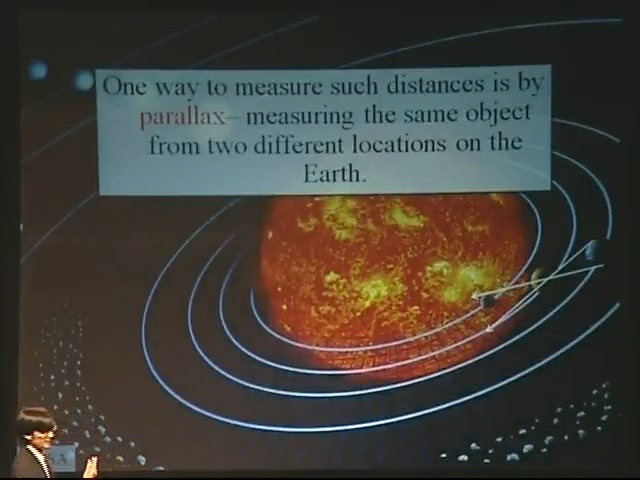 One way to measure such distances is by
parallax– measuring the same object
from two different locations on the
Earth.